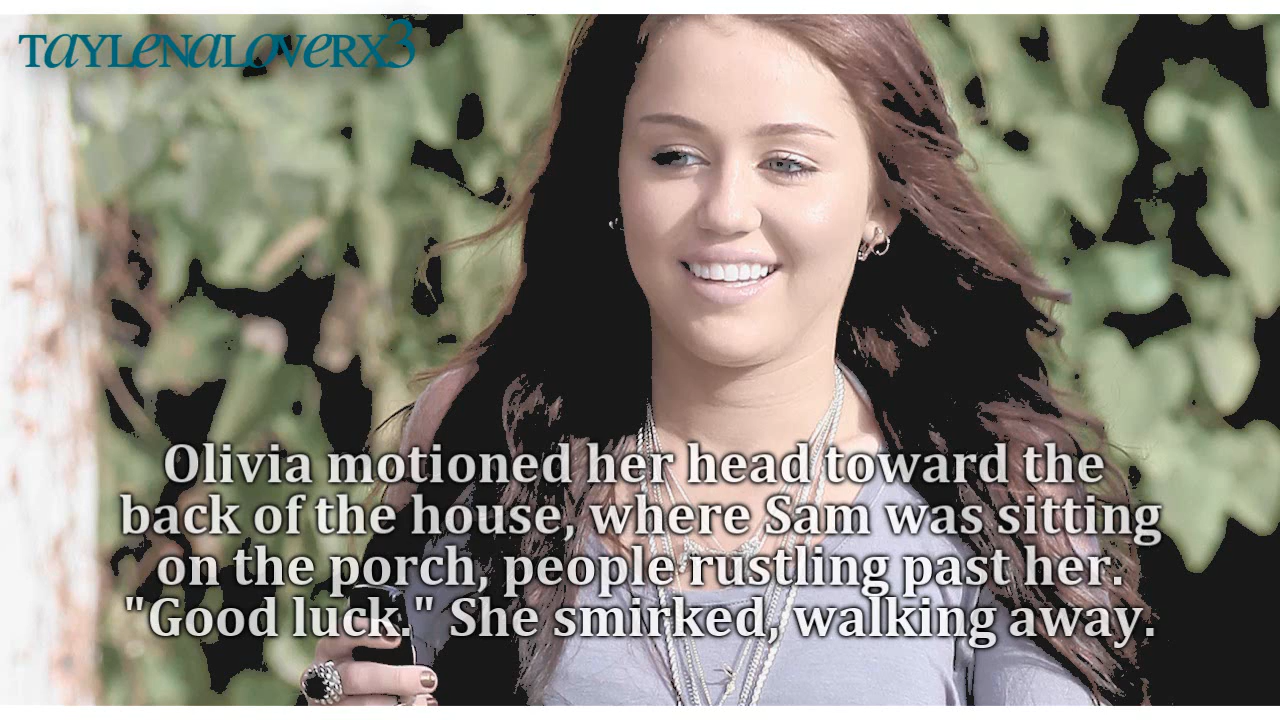 TAYLENALOVERX3
Olivia motioned her head toward the
back of the house, where Sam was sitting
on the porch, people rustling past her.
"Good luck." She smirked, walking away.